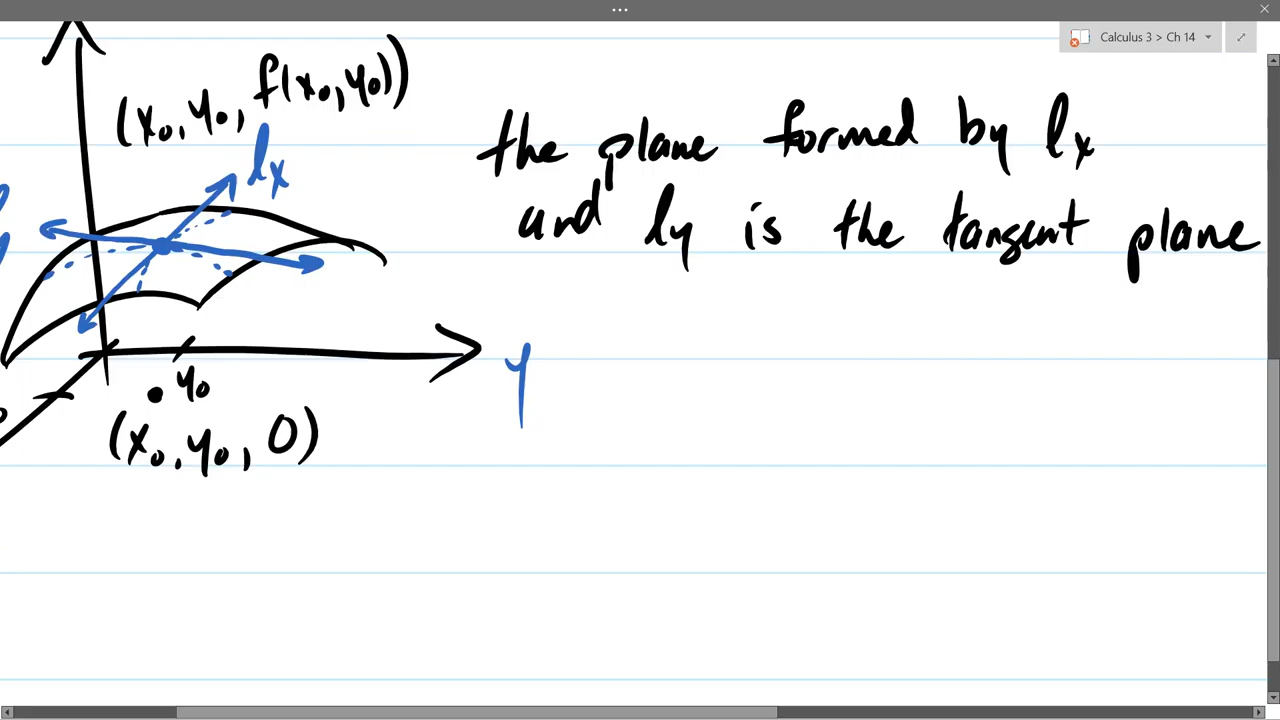 Calculus 3 > Ch 14
(x₀, y₀, f(x₀, y₀))
lₓ
the plane formed by lₓ
and ly is the tangent plane
y
y₀
(x₀, y₀, 0)